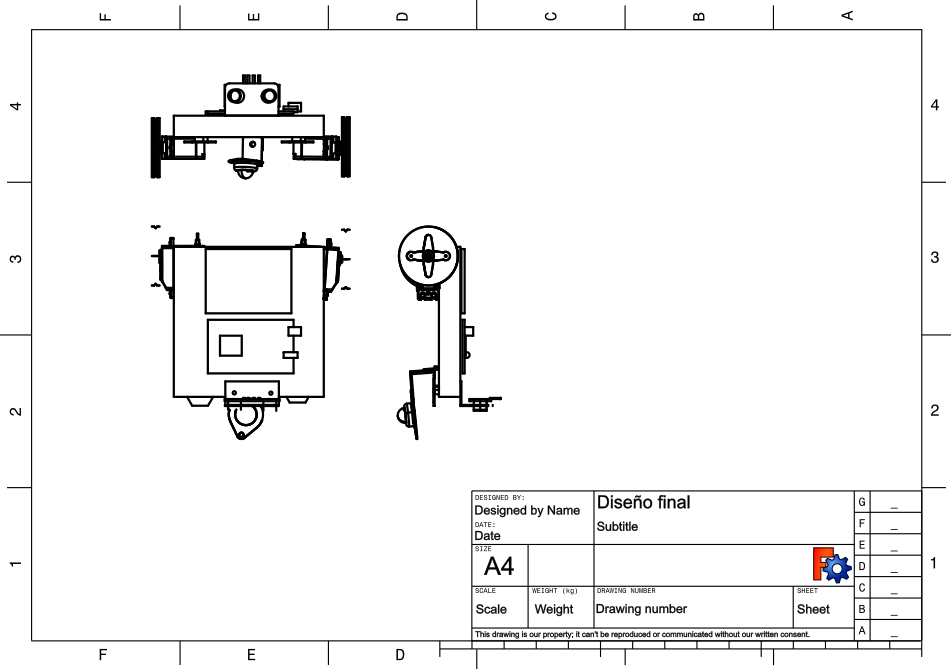 F E D C B A
4 4
3 3
2 2
1 1
DESIGNED BY:
Designed by Name
DATE:
Date
Diseño final
Subtitle
SIZE
A4
SCALE
Scale
WEIGHT (kg)
Weight
DRAWING NUMBER
Drawing number
SHEET
Sheet
This drawing is our property; it can't be reproduced or communicated without our written consent.
G _
F _
E _
D _
C _
B _
A _
F E D